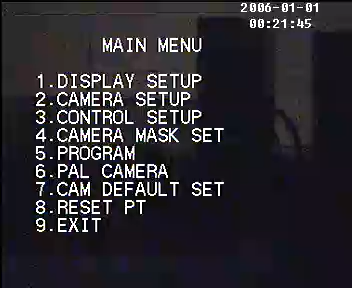 2006-01-01
00:21:45
MAIN MENU
1.DISPLAY SETUP
2.CAMERA SETUP
3.CONTROL SETUP
4.CAMERA MASK SET
5.PROGRAM
6.PAL CAMERA
7.CAM DEFAULT SET
8.RESET PT
9.EXIT